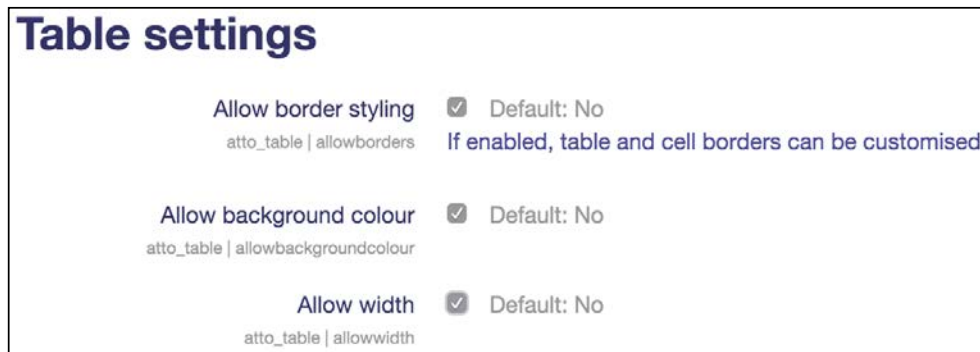 Table settings
Allow border styling Default: No
atto_table | allowborders If enabled, table and cell borders can be customised
Allow background colour Default: No
atto_table | allowbackgroundcolour
Allow width Default: No
atto_table | allowwidth